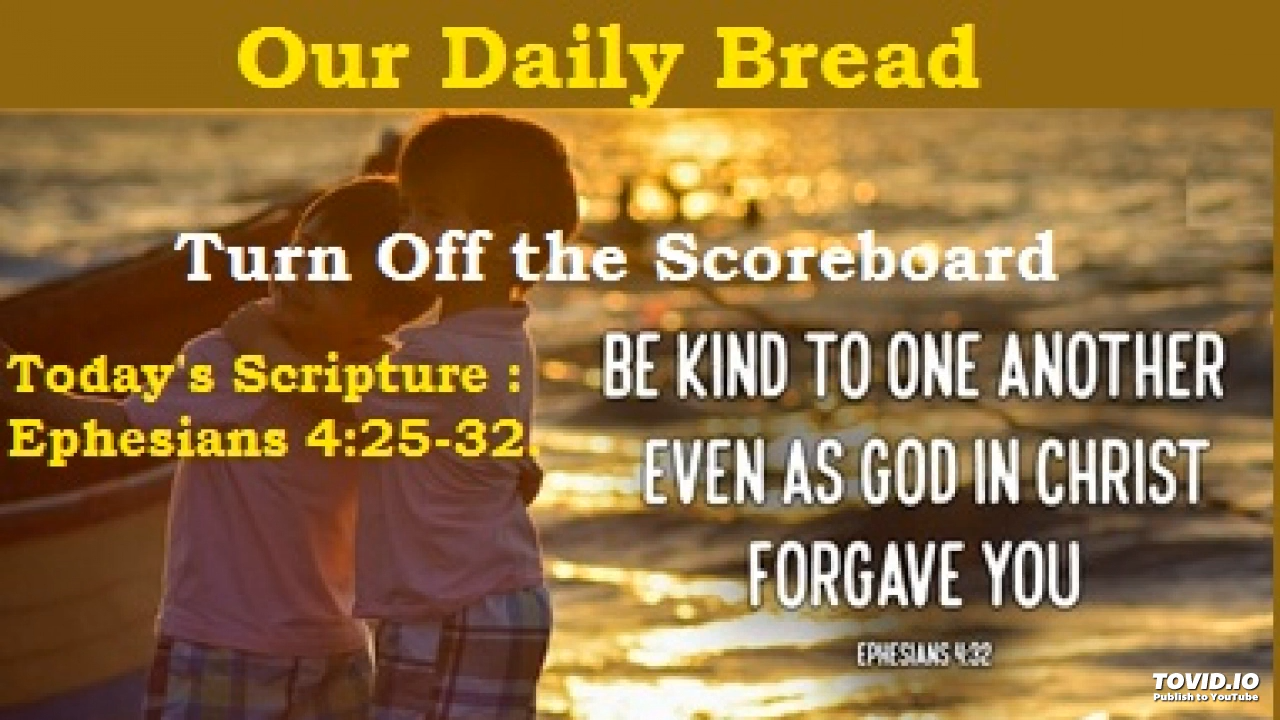 Our Daily Bread
Turn Off the Scoreboard
Today's Scripture :
Ephesians 4:25-32.
BE KIND TO ONE ANOTHER
EVEN AS GOD IN CHRIST
FORGAVE YOU
EPHESIANS 4:32
TOVID.IO
Publish to YouTube